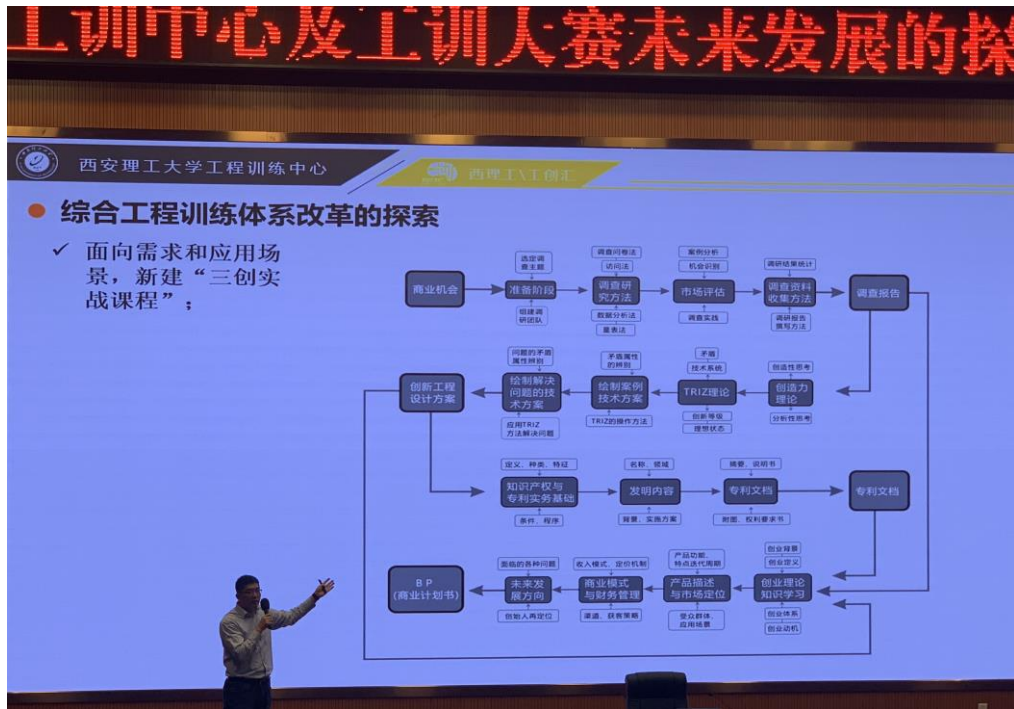 工训中心及工训大赛未来发展的探
西安理工大学工程训练中心
西理工\工创汇
综合工程训练体系改革的探索
面向需求和应用场
景，新建“三创实
战课程”；
商业机会
选定调
查主题
准备阶段
组建调
研团队
调查问卷法
访问法
调查研
究方法
数据分析法
量表法
案例分析
机会识别
市场评估
调查实践
调研结果统计
调查资料
收集方法
调研报告
撰写方法
调查报告
创新工程
设计方案
问题的矛盾
属性辨别
绘制解决
问题的技
术方案
应用TRIZ
方法解决问题
矛盾属性
的辨别
绘制案例
技术方案
TRIZ的操作方法
矛盾
技术系统
TRIZ理论
创新等级
理想状态
创造性思考
创造力
理论
分析性思考
定义、种类、特征
知识产权与
专利实务基础
条件、程序
名称、领域
发明内容
背景、实施方案
摘要、说明书
专利文档
附图、权利要求书
专利文档
BP
(商业计划书)
面临的各种问题
未来发
展方向
创始人再定位
收入模式、定价机制
商业模式
与财务管理
渠道、获客策略
产品功能、
特点迭代周期
产品描述
与市场定位
受众群体、
应用场景
创业背景
创业定义
创业理论
知识学习
创业体系
创业动机